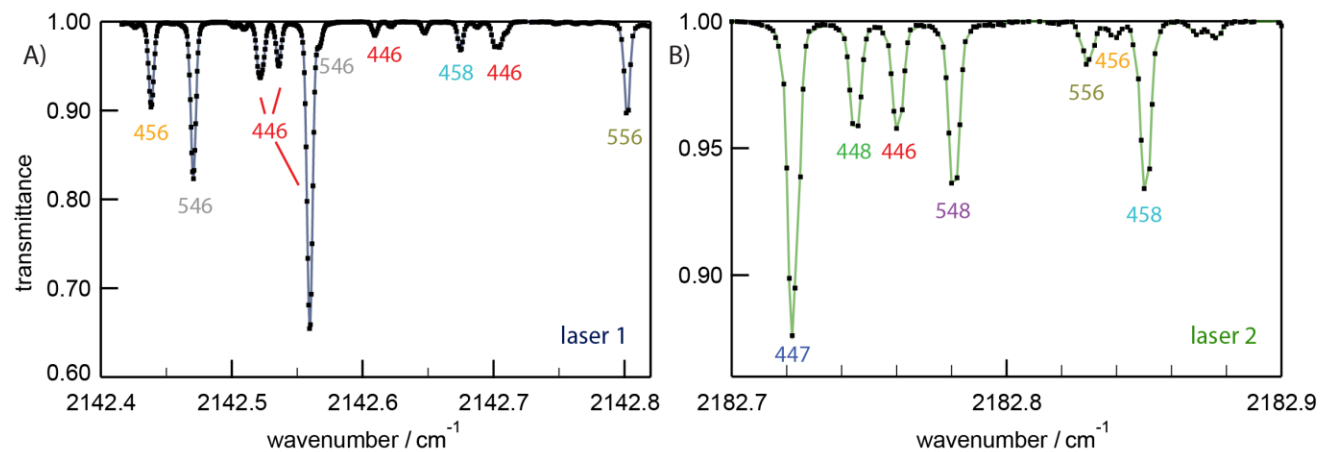 A)
1.00
0.90
0.80
0.70
0.60
transmittance
456
546
446
546
446
458
446
556
laser 1
2142.4 2142.5 2142.6 2142.7 2142.8
wavenumber / cm⁻¹
B)
1.00
0.95
0.90
447
448
446
548
556
456
458
laser 2
2182.7 2182.8 2182.9
wavenumber / cm⁻¹